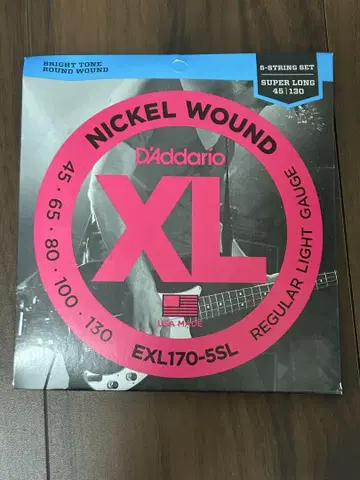 BRIGHT TONE
ROUND WOUND
5-STRING SET
SUPER LONG
45|130
NICKEL WOUND
D'Addario
XL
45 · 65 · 80 · 100 · 130
REGULAR LIGHT GAUGE
USA MADE
EXL170-5SL